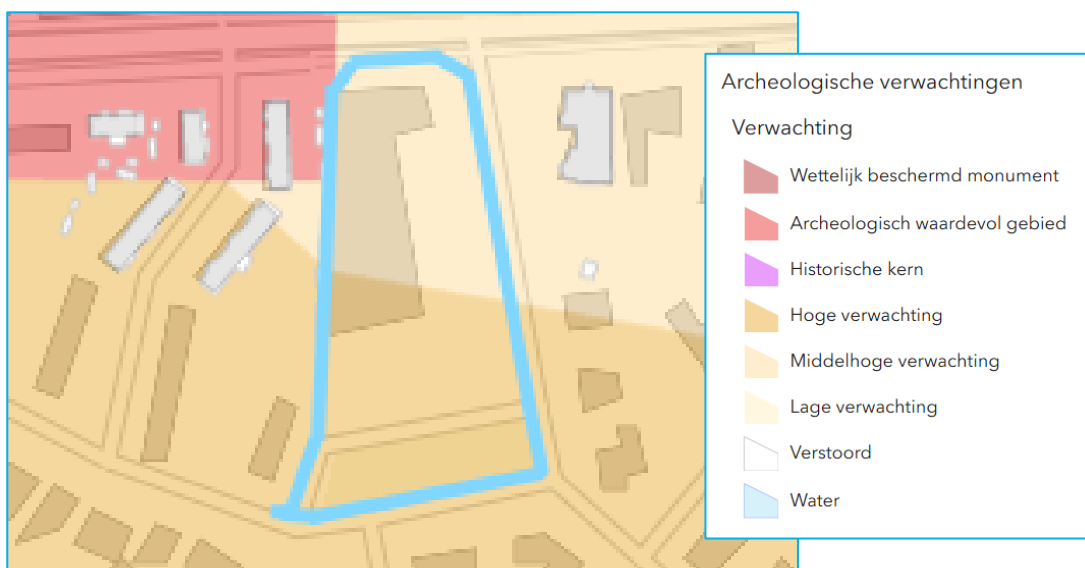 Archeologische verwachtingen
Verwachting
Wettelijk beschermd monument
Archeologisch waardevol gebied
Historische kern
Hoge verwachting
Middelhoge verwachting
Lage verwachting
Verstoord
Water